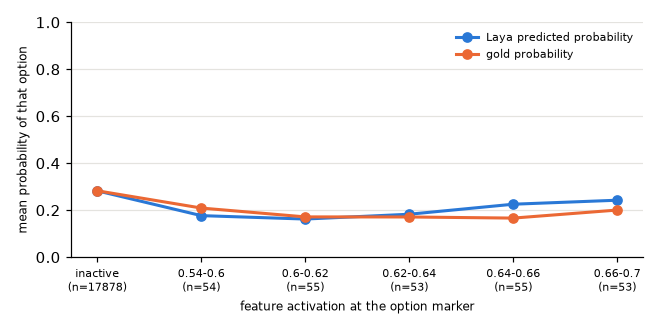 1.0
0.8
0.6
0.4
0.2
0.0
mean probability of that option
Laya predicted probability
gold probability
inactive
(n=17878)
0.54-0.6
(n=54)
0.6-0.62
(n=55)
0.62-0.64
(n=53)
0.64-0.66
(n=55)
0.66-0.7
(n=53)
feature activation at the option marker